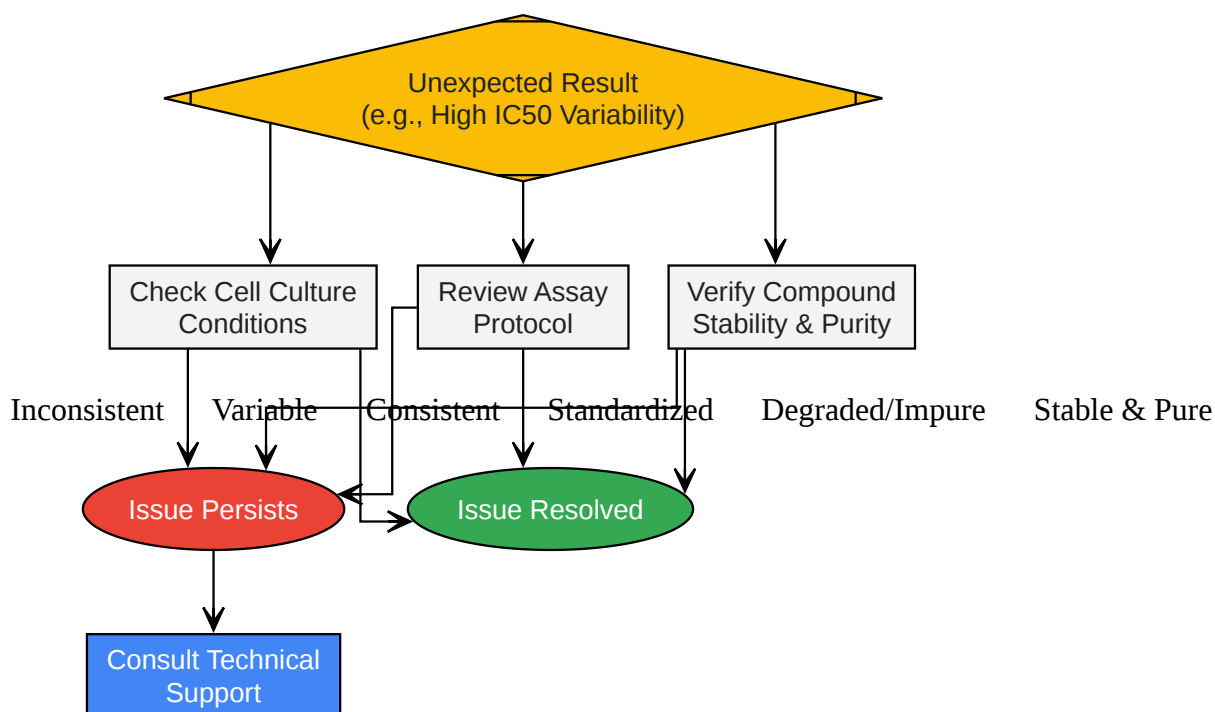 Unexpected Result
(e.g., High IC50 Variability)
Check Cell Culture
Conditions
Review Assay
Protocol
Verify Compound
Stability & Purity
Inconsistent
Variable
Consistent
Standardized
Degraded/Impure
Stable & Pure
Issue Persists
Issue Resolved
Consult Technical
Support